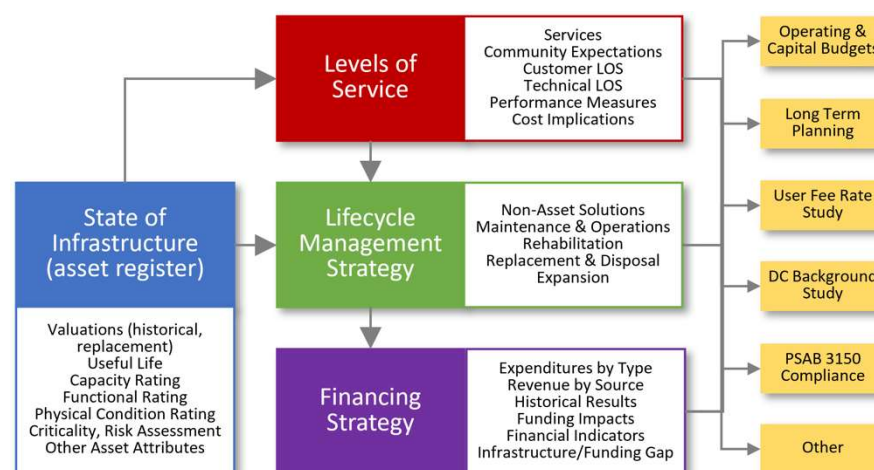 Levels of
Service
Services
Community Expectations
Customer LOS
Technical LOS
Performance Measures
Cost Implications
State of
Infrastructure
(asset register)
Valuations (historical,
replacement)
Useful Life
Capacity Rating
Functional Rating
Physical Condition Rating
Criticality, Risk Assessment
Other Asset Attributes
Lifecycle
Management
Strategy
Non-Asset Solutions
Maintenance & Operations
Rehabilitation
Replacement & Disposal
Expansion
Financing
Strategy
Expenditures by Type
Revenue by Source
Historical Results
Funding Impacts
Financial Indicators
Infrastructure/Funding Gap
Operating &
Capital Budgets
Long Term
Planning
User Fee Rate
Study
DC Background
Study
PSAB 3150
Compliance
Other